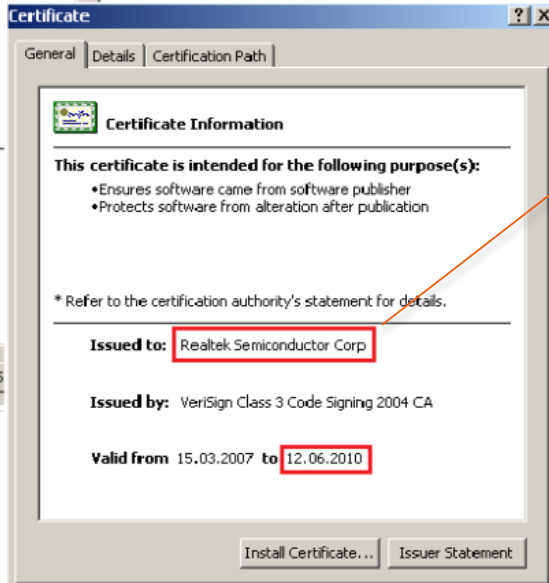 Certificate
? X
General Details Certification Path
Certificate Information
This certificate is intended for the following purpose(s):
•Ensures software came from software publisher
•Protects software from alteration after publication
* Refer to the certification authority's statement for details.
Issued to: Realtek Semiconductor Corp
Issued by: VeriSign Class 3 Code Signing 2004 CA
Valid from 15.03.2007 to 12.06.2010
Install Certificate... Issuer Statement